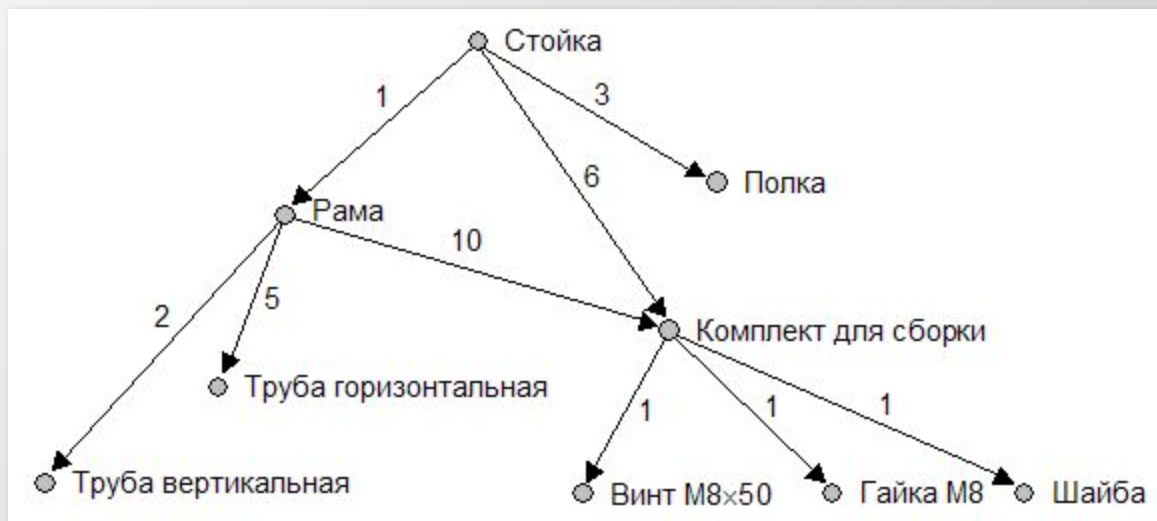 Стойка
1
3
6
Полка
Рама
10
2
5
Комплект для сборки
Труба горизонтальная
1
1
1
Труба вертикальная
Винт М8×50
Гайка М8
Шайба